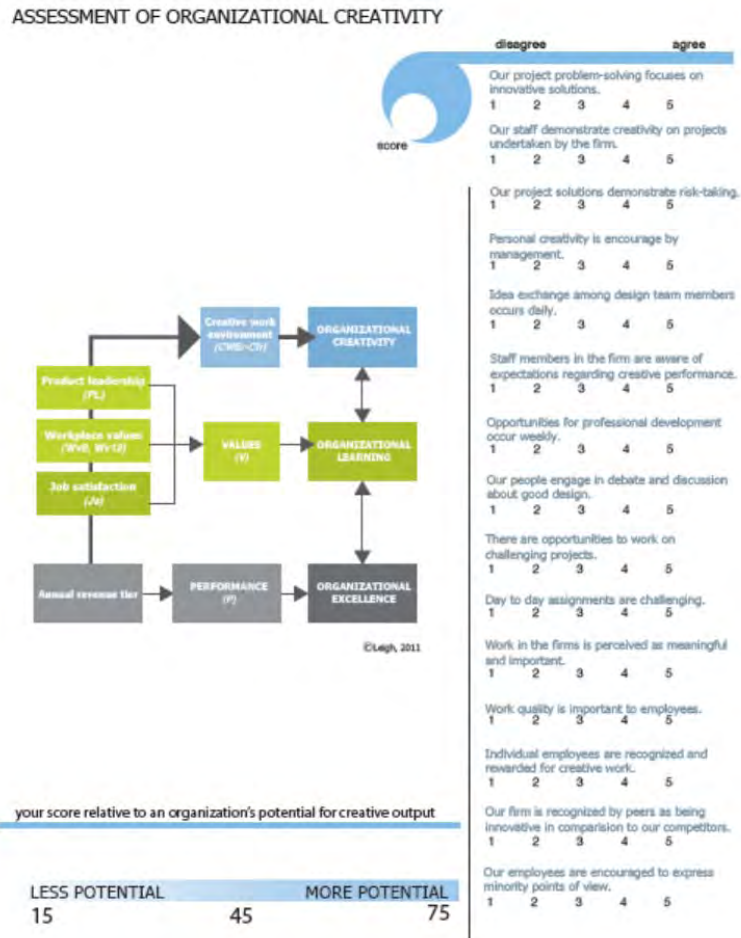 ASSESSMENT OF ORGANIZATIONAL CREATIVITY
disagree agree
score
Our project problem-solving focuses on
innovative solutions.
1 2 3 4 5
Our staff demonstrate creativity on projects
undertaken by the firm.
1 2 3 4 5
Our project solutions demonstrate risk-taking.
1 2 3 4 5
Personal creativity is encourage by
management.
1 2 3 4 5
Idea exchange among design team members
occurs daily.
1 2 3 4 5
Staff members in the firm are aware of
expectations regarding creative performance.
1 2 3 4 5
Opportunities for professional development
occur weekly.
1 2 3 4 5
Our people engage in debate and discussion
about good design.
1 2 3 4 5
There are opportunities to work on
challenging projects.
1 2 3 4 5
Day to day assignments are challenging.
1 2 3 4 5
Work in the firms is perceived as meaningful
and important.
1 2 3 4 5
Work quality is important to employees.
1 2 3 4 5
Individual employees are recognized and
rewarded for creative work.
1 2 3 4 5
Our firm is recognized by peers as being
innovative in comparision to our competitors.
1 2 3 4 5
Our employees are encouraged to express
minority points of view.
1 2 3 4 5
Creative work
environment
ORGANIZATIONAL
CREATIVITY
Product leadership
(PL)
Workplace values
Job satisfaction
(Js)
VALUES
(V)
ORGANIZATIONAL
LEARNING
Annual revenue tier
PERFORMANCE
(P)
ORGANIZATIONAL
EXCELLENCE
©Leigh, 2011
your score relative to an organization's potential for creative output
LESS POTENTIAL MORE POTENTIAL
15 45 75